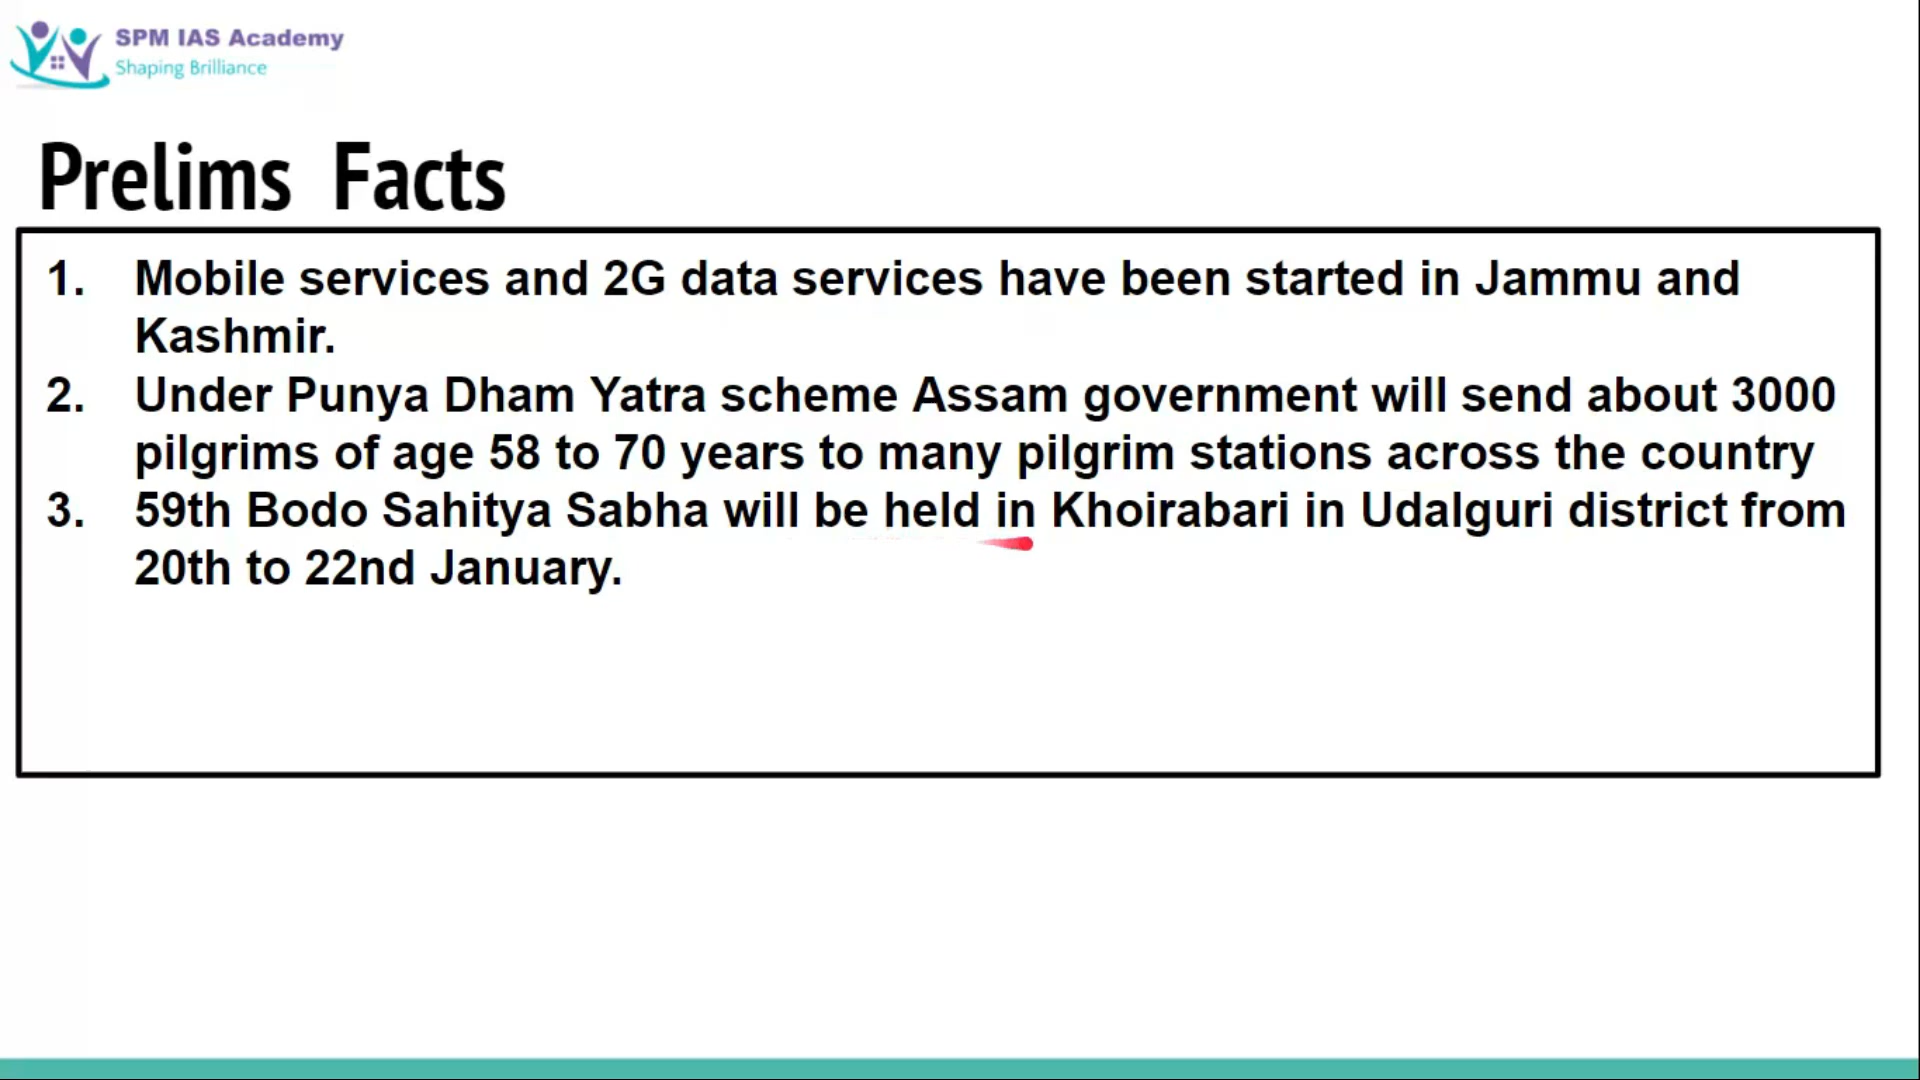 SPM IAS Academy
Shaping Brilliance
Prelims Facts
1. Mobile services and 2G data services have been started in Jammu and
Kashmir.
2. Under Punya Dham Yatra scheme Assam government will send about 3000
pilgrims of age 58 to 70 years to many pilgrim stations across the country
3. 59th Bodo Sahitya Sabha will be held in Khoirabari in Udalguri district from
20th to 22nd January.